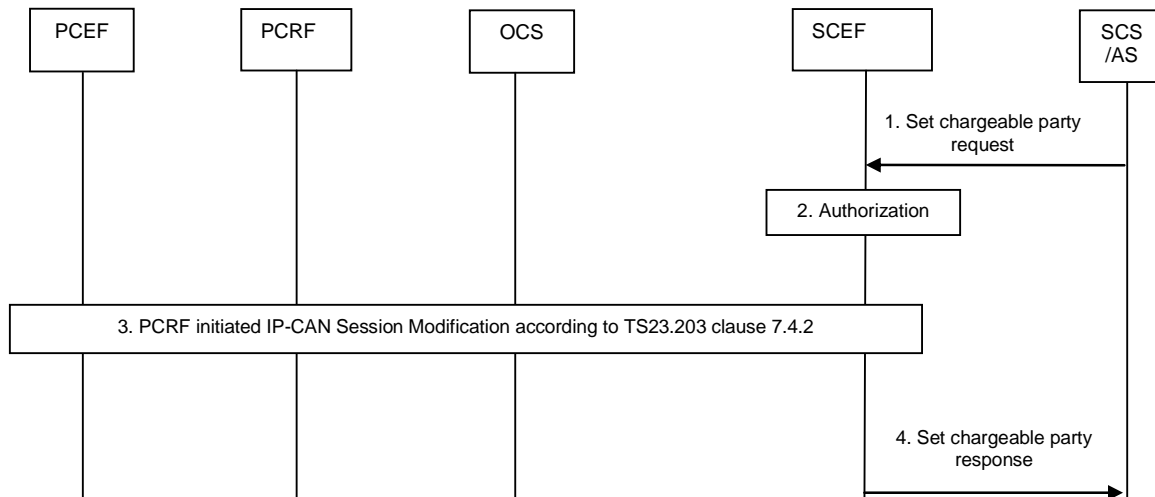 PCEF
PCRF
OCS
SCEF
SCS
/AS
1. Set chargeable party
request
2. Authorization
3. PCRF initiated IP-CAN Session Modification according to TS23.203 clause 7.4.2
4. Set chargeable party
response